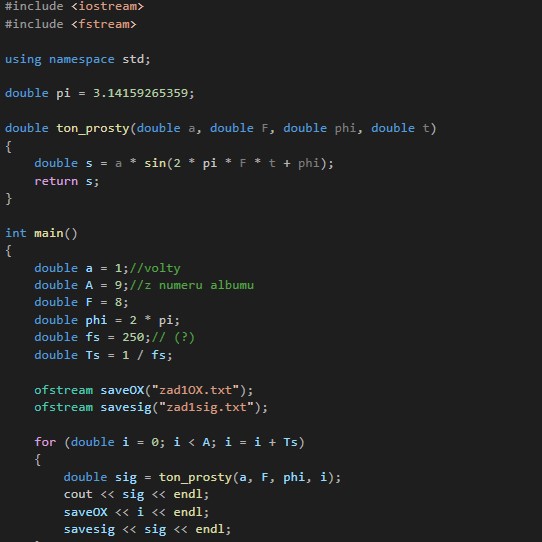 #include <iostream>
#include <fstream>
using namespace std;
double pi = 3.14159265359;
double ton_prosty(double a, double F, double phi, double t)
{
    double s = a * sin(2 * pi * F * t + phi);
    return s;
}
int main()
{
    double a = 1;//volty
    double A = 9;//z numeru albumu
    double F = 8;
    double phi = 2 * pi;
    double fs = 250;// (?)
    double Ts = 1 / fs;
    ofstream saveOX("zad1OX.txt");
    ofstream savesig("zad1sig.txt");
    for (double i = 0; i < A; i = i + Ts)
    {
        double sig = ton_prosty(a, F, phi, i);
        cout << sig << endl;
        saveOX << i << endl;
        savesig << sig << endl;